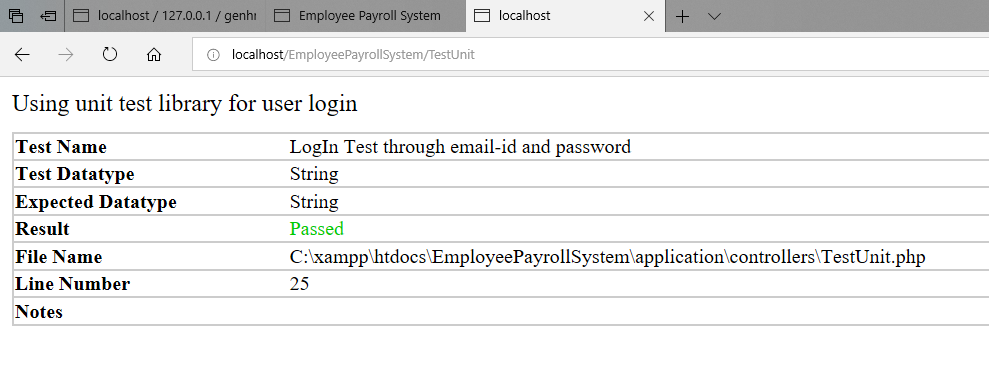 localhost / 127.0.0.1 / genhr
Employee Payroll System
localhost
localhost/EmployeePayrollSystem/TestUnit
Using unit test library for user login
Test Name LogIn Test through email-id and password
Test Datatype String
Expected Datatype String
Result Passed
File Name C:\xampp\htdocs\EmployeePayrollSystem\application\controllers\TestUnit.php
Line Number 25
Notes